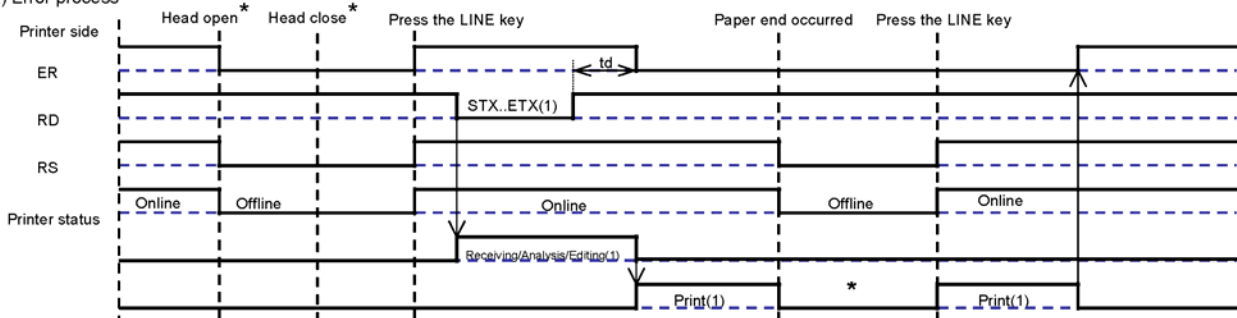 ) Error process
Head open* Head close* Press the LINE key Paper end occurred Press the LINE key
Printer side
ER td
RD STX..ETX(1)
RS
Printer status Online Offline Online Offline Online
Receiving/Analysis/Editing(1)
Print(1) * Print(1)